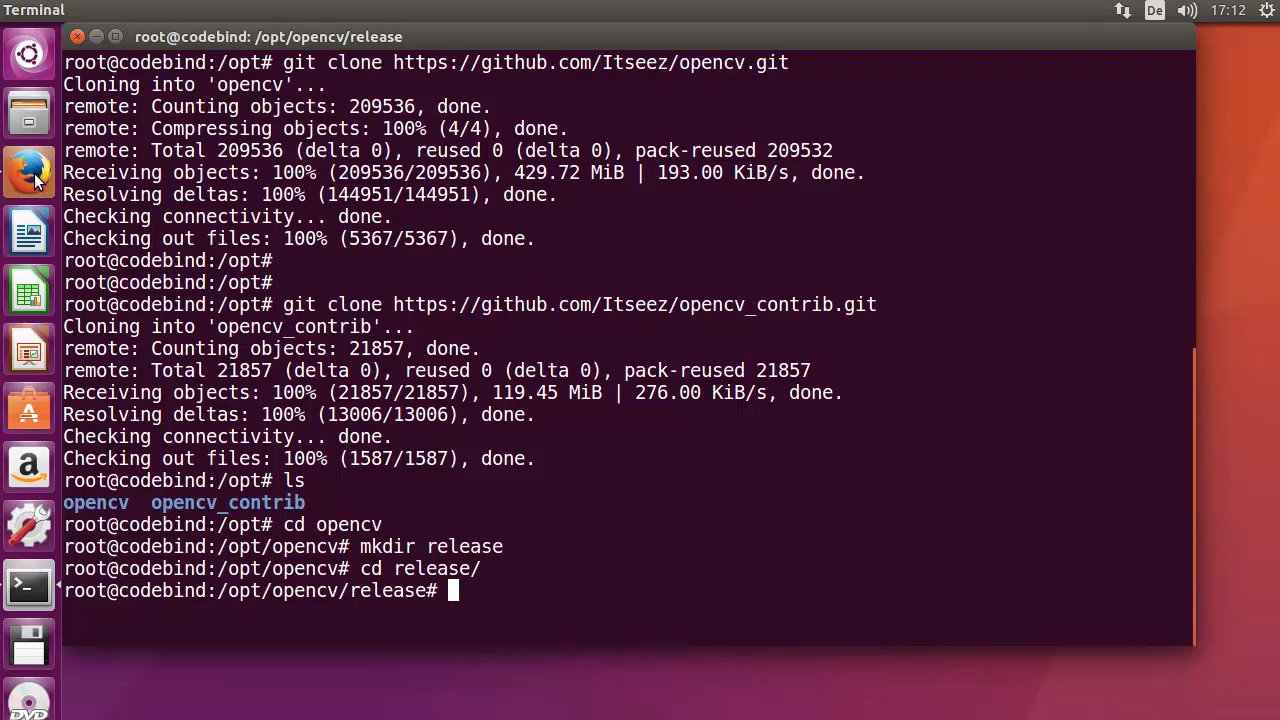 Terminal
De
17:12
root@codebind: /opt/opencv/release
root@codebind:/opt# git clone https://github.com/Itseez/opencv.git
Cloning into 'opencv'...
remote: Counting objects: 209536, done.
remote: Compressing objects: 100% (4/4), done.
remote: Total 209536 (delta 0), reused 0 (delta 0), pack-reused 209532
Receiving objects: 100% (209536/209536), 429.72 MiB | 193.00 KiB/s, done.
Resolving deltas: 100% (144951/144951), done.
Checking connectivity... done.
Checking out files: 100% (5367/5367), done.
root@codebind:/opt#
root@codebind:/opt#
root@codebind:/opt# git clone https://github.com/Itseez/opencv_contrib.git
Cloning into 'opencv_contrib'...
remote: Counting objects: 21857, done.
remote: Total 21857 (delta 0), reused 0 (delta 0), pack-reused 21857
Receiving objects: 100% (21857/21857), 119.45 MiB | 276.00 KiB/s, done.
Resolving deltas: 100% (13006/13006), done.
Checking connectivity... done.
Checking out files: 100% (1587/1587), done.
root@codebind:/opt# ls
opencv  opencv_contrib
root@codebind:/opt# cd opencv
root@codebind:/opt/opencv# mkdir release
root@codebind:/opt/opencv# cd release/
root@codebind:/opt/opencv/release#
DVD